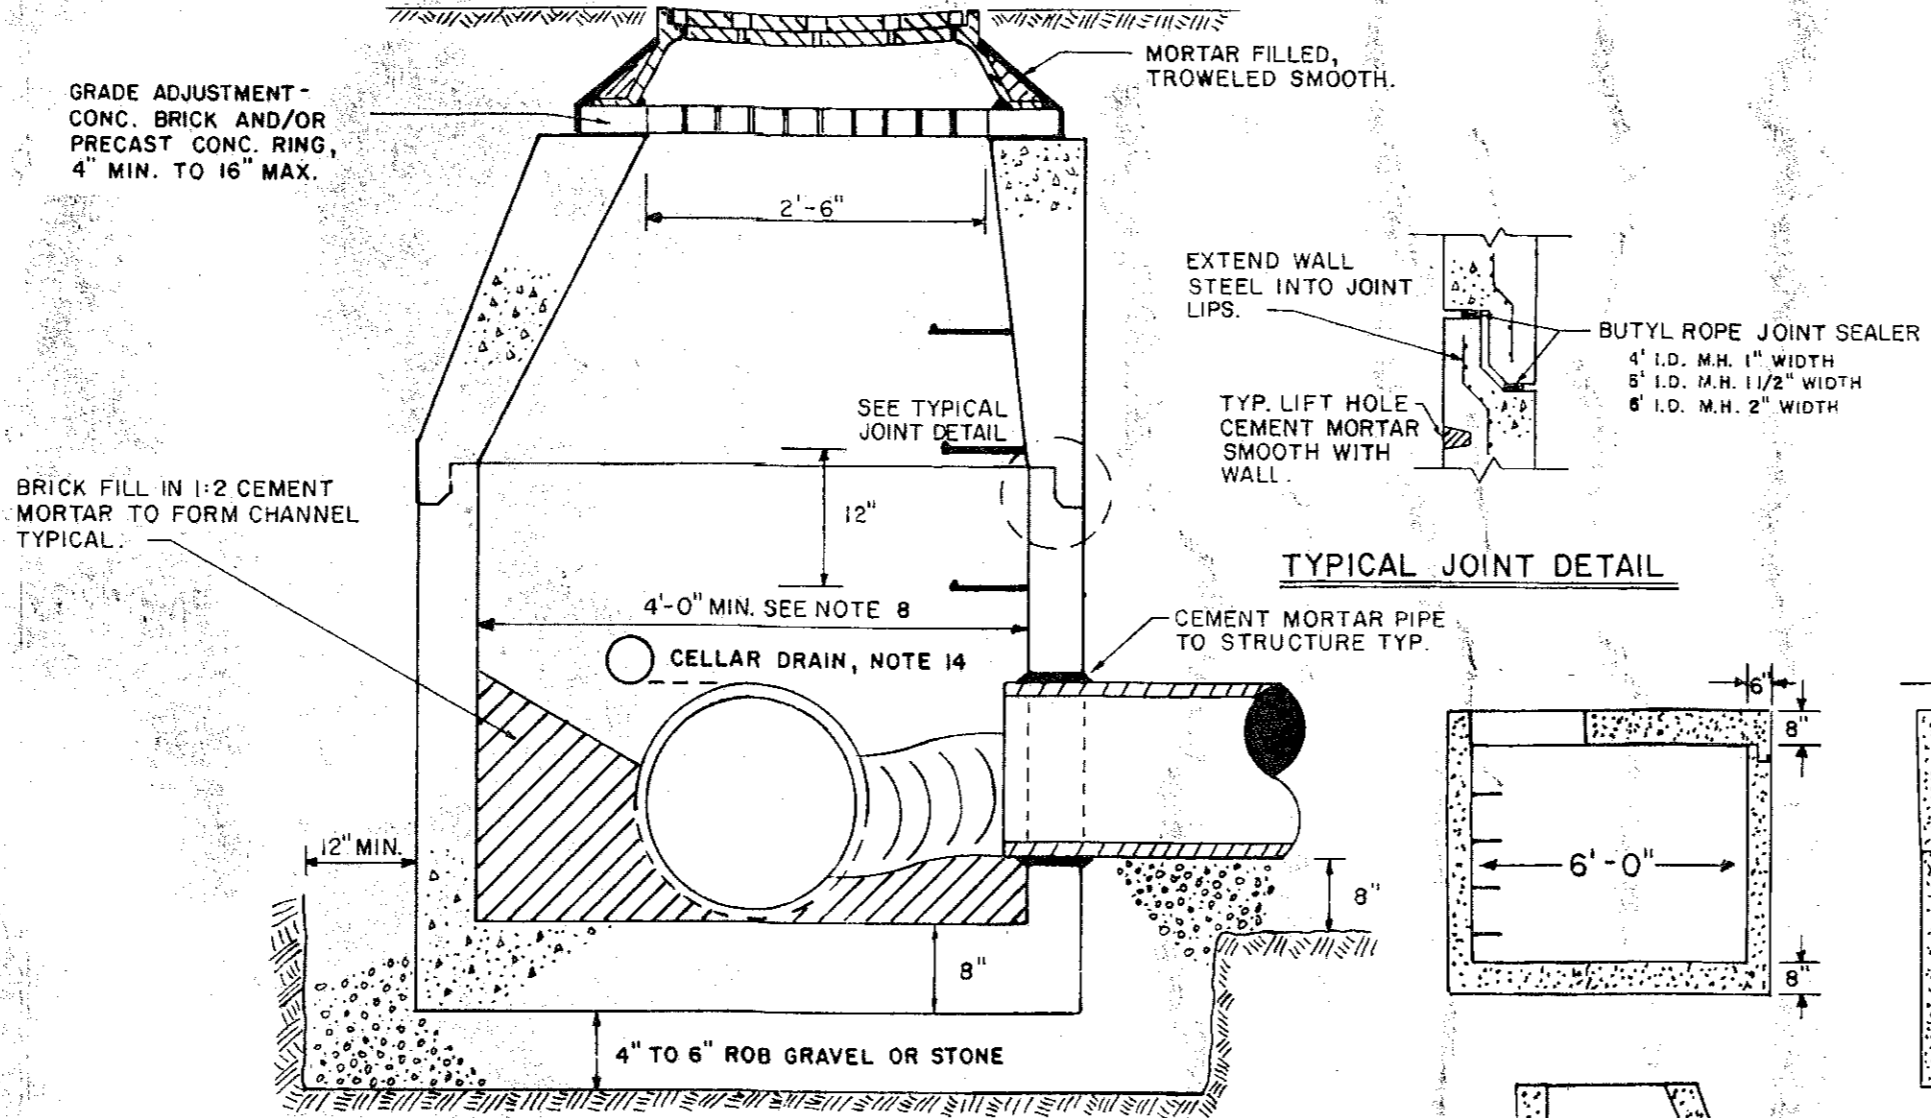 GRADE ADJUSTMENT-
CONC. BRICK AND/OR
PRECAST CONC. RING,
4" MIN. TO 16" MAX.
MORTAR FILLED,
TROWELED SMOOTH.
2'-6"
EXTEND WALL
STEEL INTO JOINT
LIPS.
BUTYL ROPE JOINT SEALER
4' I.D. M.H. 1" WIDTH
5' I.D. M.H. 1 1/2" WIDTH
6' I.D. M.H. 2" WIDTH
TYP. LIFT HOLE
CEMENT MORTAR
SMOOTH WITH
WALL.
SEE TYPICAL
JOINT DETAIL
BRICK FILL IN 1:2 CEMENT
MORTAR TO FORM CHANNEL
TYPICAL.
12"
TYPICAL JOINT DETAIL
4'-0" MIN. SEE NOTE 8
CEMENT MORTAR PIPE
TO STRUCTURE TYP.
CELLAR DRAIN, NOTE 14
6"
8"
12" MIN.
6'-0"
8"
8"
8"
4" TO 6" ROB GRAVEL OR STONE